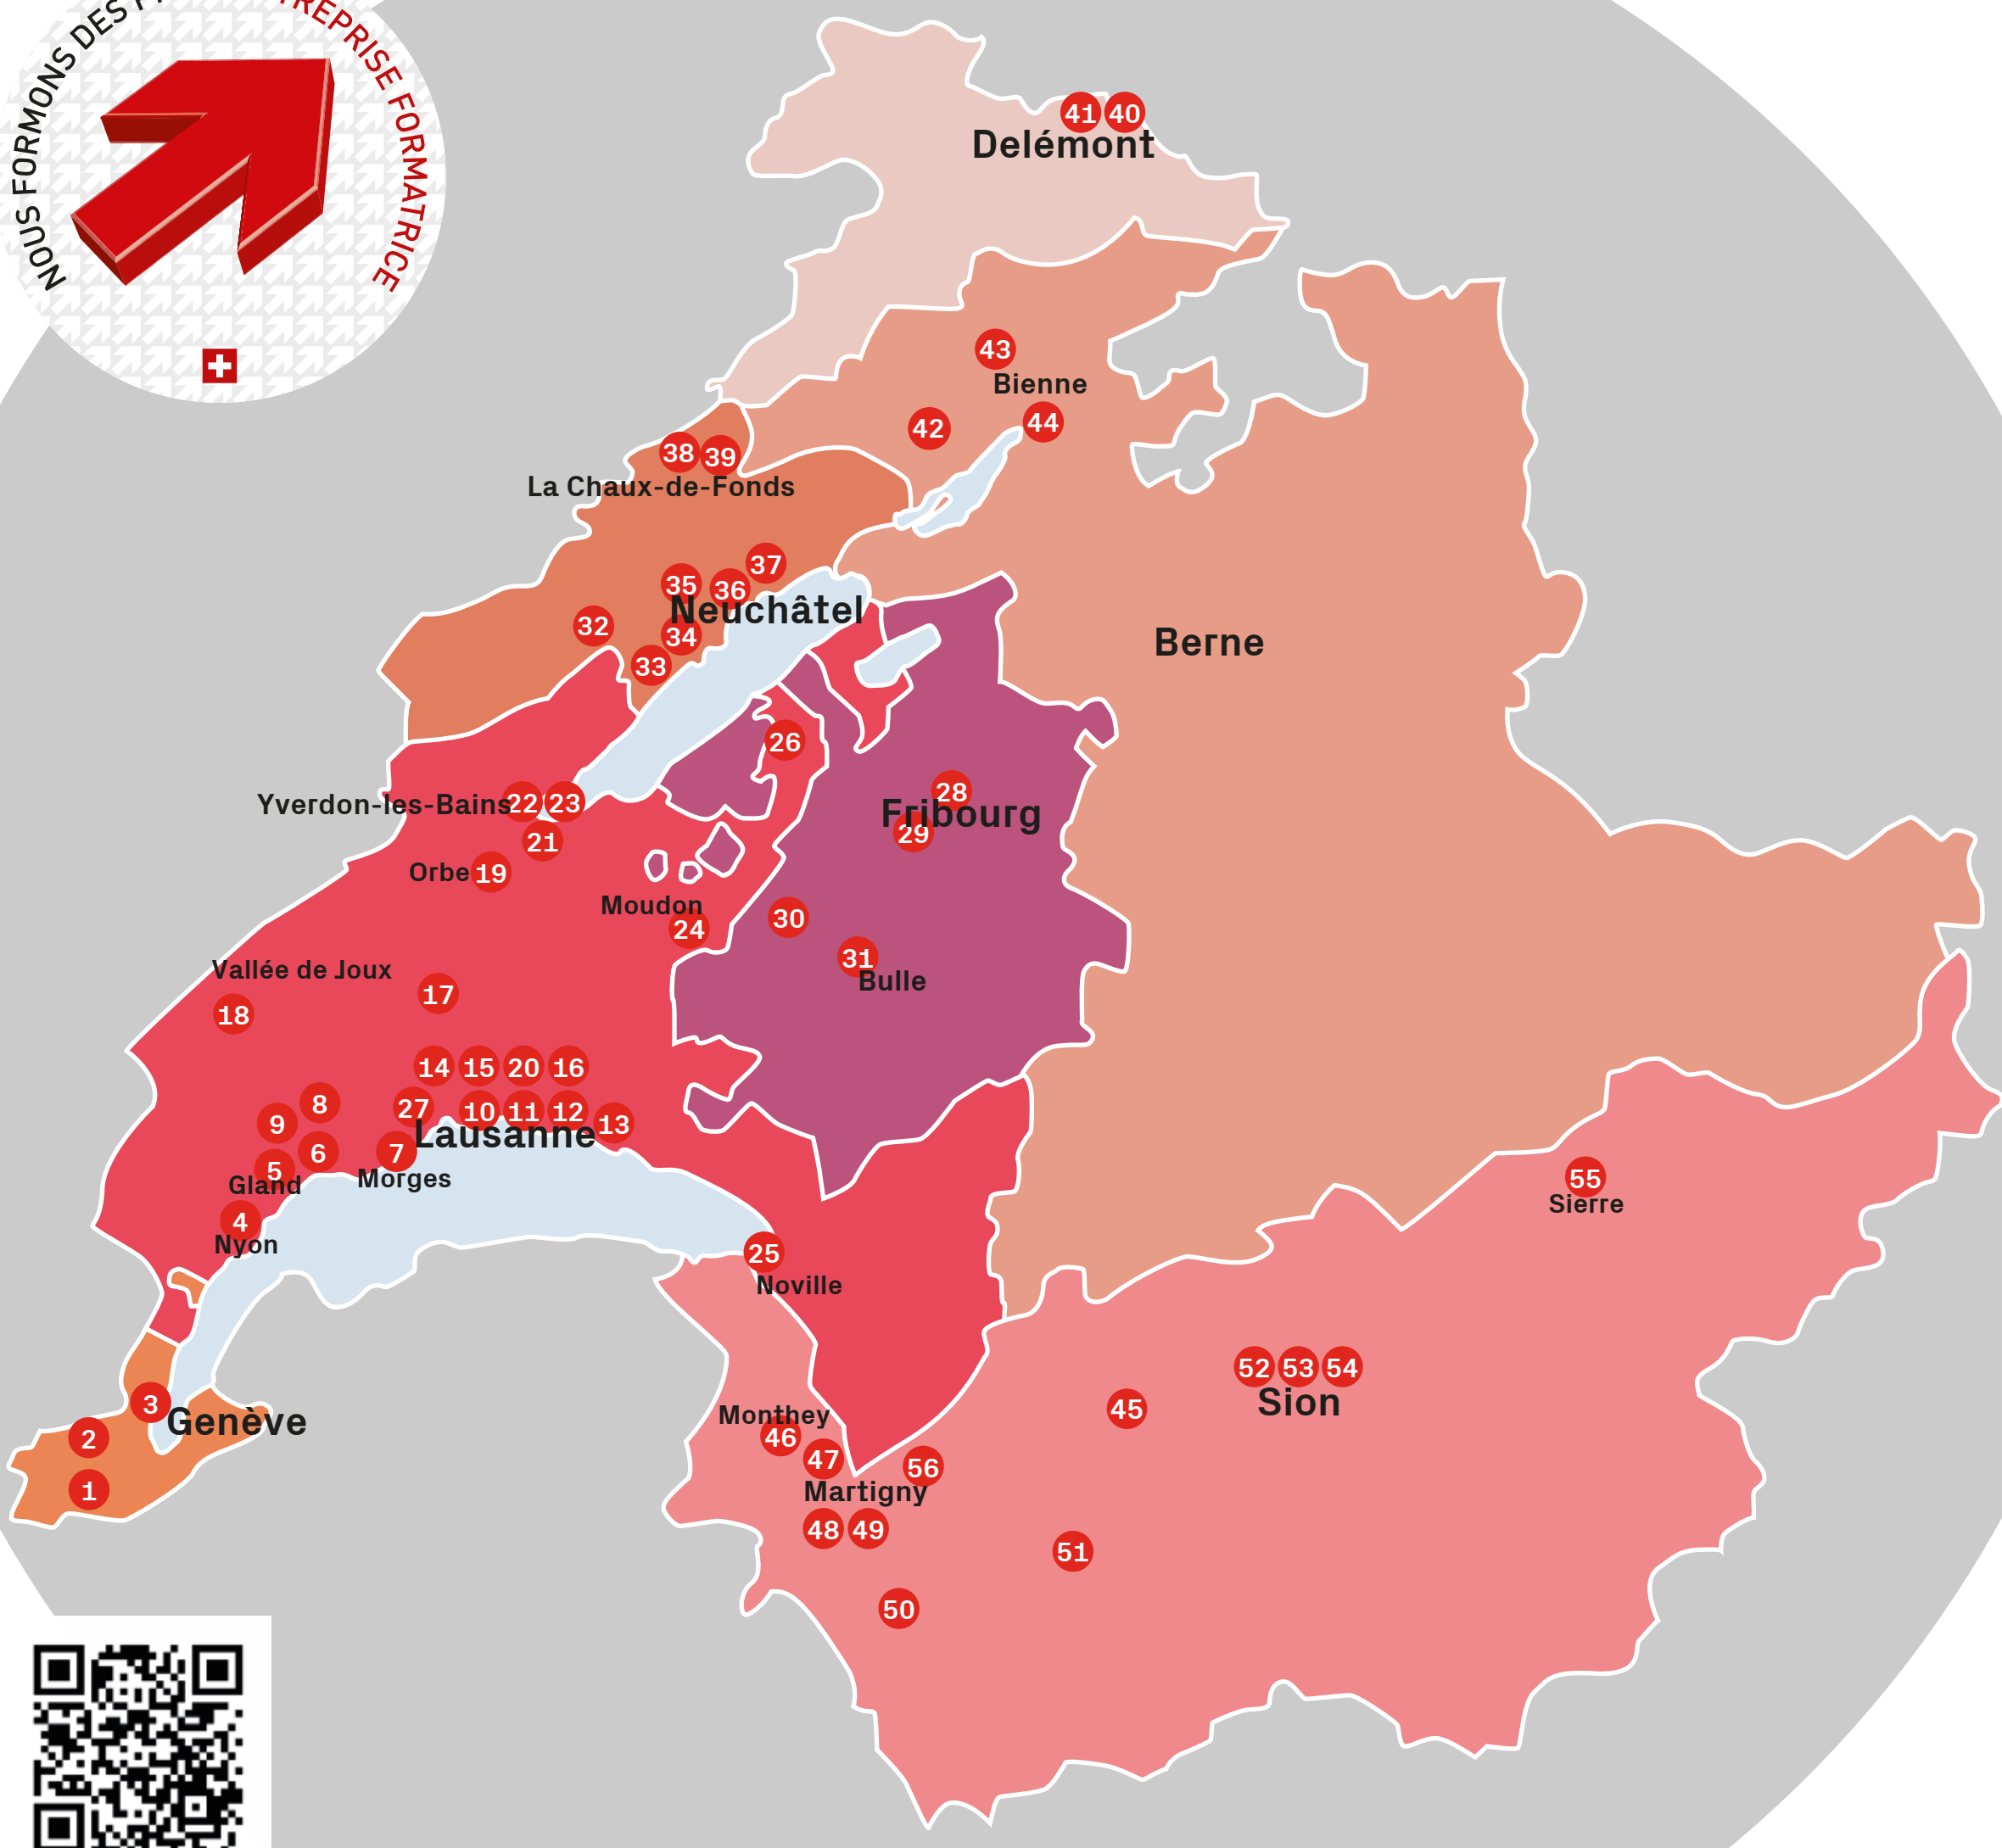 NOUS FORMONS DES
REPRISE FORMATRICE
41 40
Delémont
43
Bienne
42 44
38 39
La Chaux-de-Fonds
37
35 36
Neuchâtel
32 34
33
Berne
26
28
Fribourg
29
Yverdon-les-Bains 22 23
21
Orbe 19
Moudon
24
30
31
Bulle
Vallée de Joux
17
18
14 15 20 16
8 27 10 11 12 13
9
Lausanne
6 7
5
Morges
Gland
4
Nyon
25
Noville
55
Sierre
52 53 54
Sion
45
3
Genève
2
1
Monthey
46
47 56
Martigny
48 49
51
50